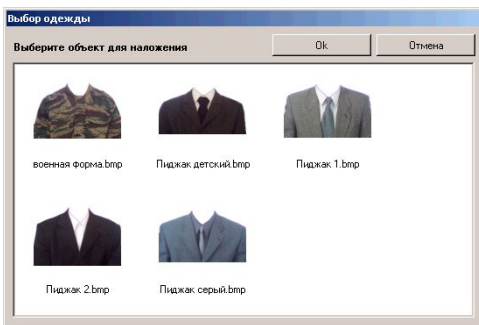 Выбор одежды
Выберите объект для наложения
Ok
Отмена
военная форма.bmp
Пиджак детский.bmp
Пиджак 1.bmp
Пиджак 2.bmp
Пиджак серый.bmp